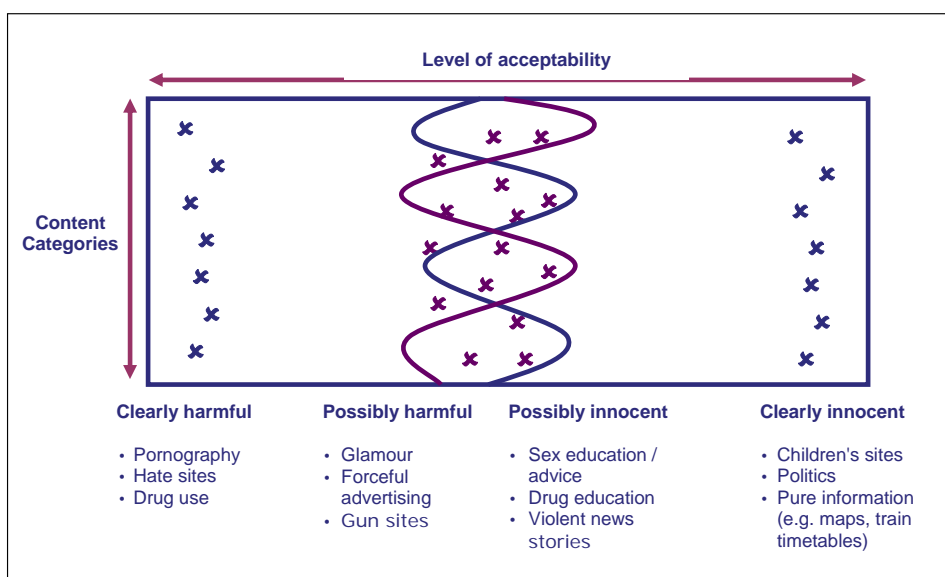 Level of acceptability
Content
Categories
Clearly harmful
• Pornography
• Hate sites
• Drug use
Possibly harmful
• Glamour
• Forceful
advertising
• Gun sites
Possibly innocent
• Sex education /
advice
• Drug education
• Violent news
stories
Clearly innocent
• Children's sites
• Politics
• Pure information
(e.g. maps, train
timetables)